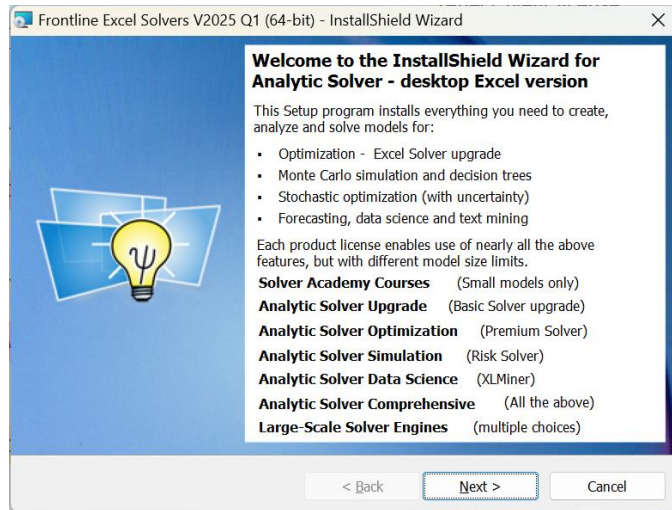 Frontline Excel Solvers V2025 Q1 (64-bit) - InstallShield Wizard
Welcome to the InstallShield Wizard for
Analytic Solver - desktop Excel version
This Setup program installs everything you need to create,
analyze and solve models for:
▪ Optimization - Excel Solver upgrade
▪ Monte Carlo simulation and decision trees
▪ Stochastic optimization (with uncertainty)
▪ Forecasting, data science and text mining
Each product license enables use of nearly all the above
features, but with different model size limits.
Solver Academy Courses (Small models only)
Analytic Solver Upgrade (Basic Solver upgrade)
Analytic Solver Optimization (Premium Solver)
Analytic Solver Simulation (Risk Solver)
Analytic Solver Data Science (XLMiner)
Analytic Solver Comprehensive (All the above)
Large-Scale Solver Engines (multiple choices)
ψ
< Back Next > Cancel